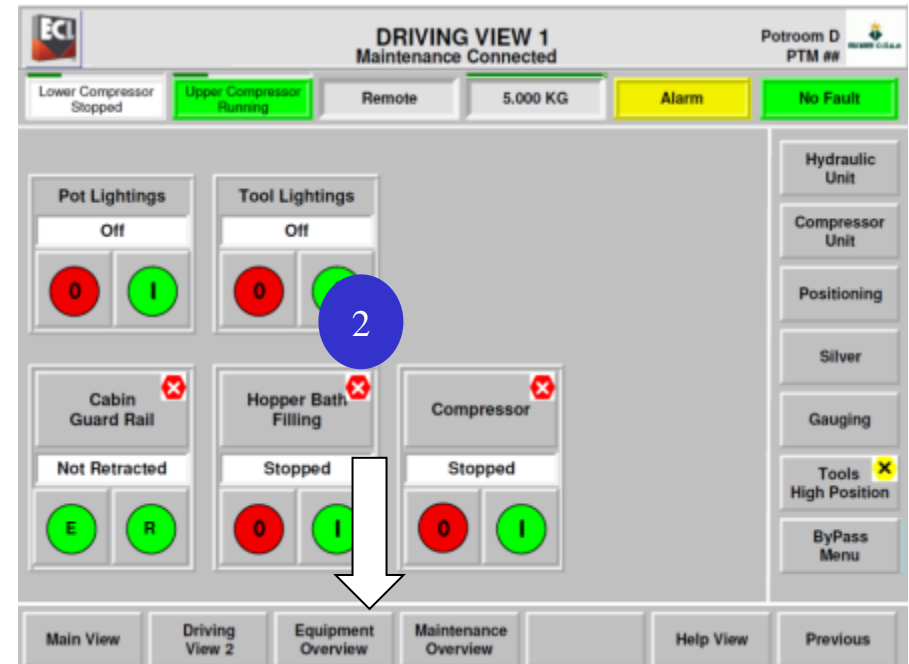 ECL
DRIVING VIEW 1
Maintenance Connected
Potroom D
PTM ##
Lower Compressor
Stopped
Upper Compressor
Running
Remote
5.000 KG
Alarm
No Fault
Pot Lightings
Off
0 I
Tool Lightings
Off
0
2
Cabin
Guard Rail
Not Retracted
E R
Hopper Bath
Filling
Stopped
0 I
Compressor
Stopped
0 I
Hydraulic
Unit
Compressor
Unit
Positioning
Silver
Gauging
Tools
High Position
ByPass
Menu
Main View
Driving
View 2
Equipment
Overview
Maintenance
Overview
Help View
Previous